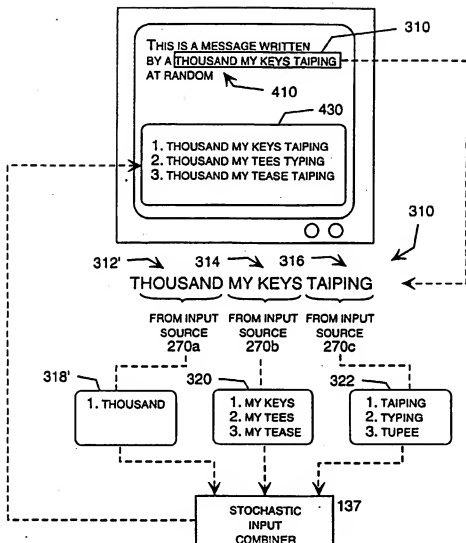 310
THIS IS A MESSAGE WRITTEN
BY A THOUSAND MY KEYS TAIPING
AT RANDOM
410
430
1. THOUSAND MY KEYS TAIPING
2. THOUSAND MY TEES TYPING
3. THOUSAND MY TEASE TAIPING
312' 314 316 310
THOUSAND MY KEYS TAIPING
FROM INPUT SOURCE 270a
FROM INPUT SOURCE 270b
FROM INPUT SOURCE 270c
318'
1. THOUSAND
320
1. MY KEYS
2. MY TEES
3. MY TEASE
322
1. TAIPING
2. TYPING
3. TUPEE
STOCHASTIC
INPUT
COMBINER
137